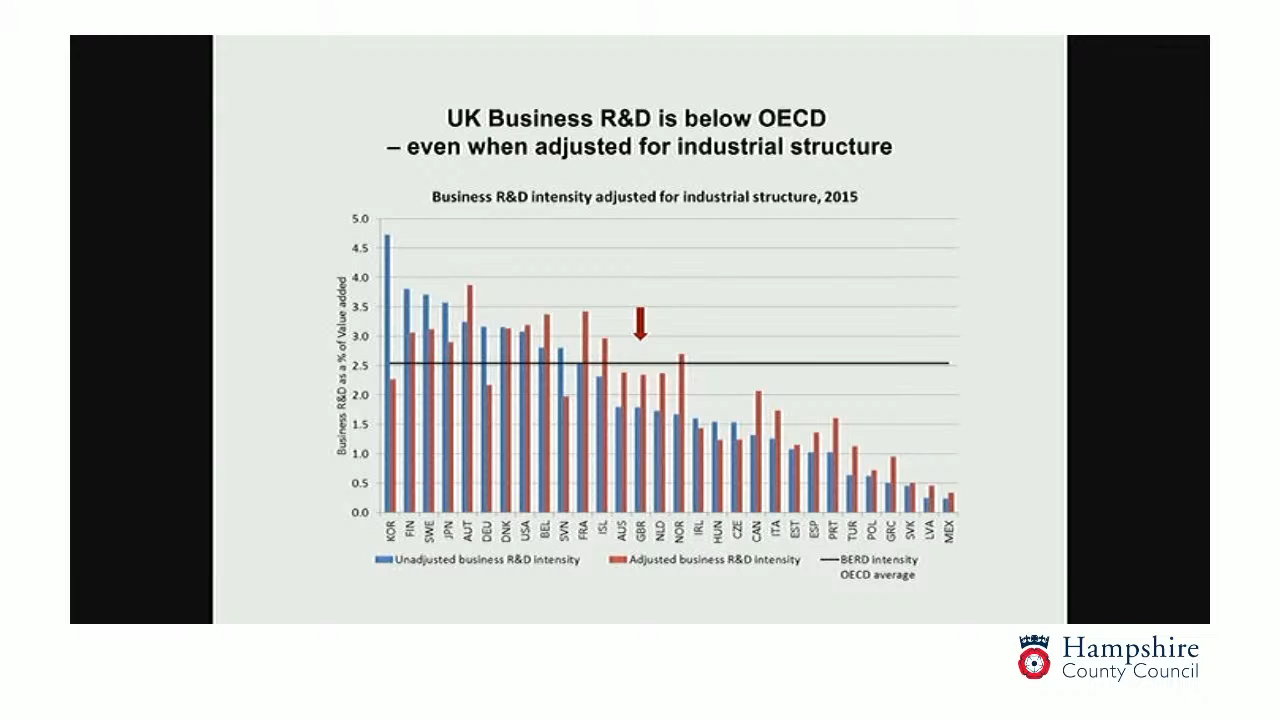 UK Business R&D is below OECD
– even when adjusted for industrial structure
Business R&D intensity adjusted for industrial structure, 2015
Business R&D as a % of Value added
5.0
4.5
4.0
3.5
3.0
2.5
2.0
1.5
1.0
0.5
0.0
KOR FIN SWE JPN AUT DEU DNK USA BEL SVN FRA ISL AUS GBR NLD NOR IRL HUN CZE CAN ITA EST ESP PRT TUR POL GRC SVK LVA MEX
Unadjusted business R&D intensity Adjusted business R&D intensity BERD intensity
OECD average
Hampshire
County Council